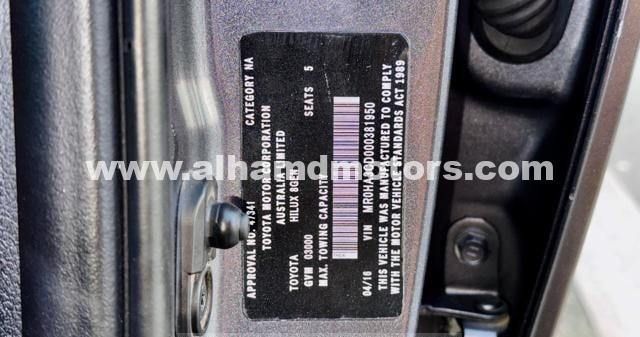 APPROVAL NO. 47341 CATEGORY NA
TOYOTA MOTOR CORPORATION
AUSTRALIA LIMITED
TOYOTA HILUX 8GEN
GVM 03000 SEATS 5
MAX. TOWING CAPACITY
04/16 VIN
THIS VEHICLE WAS MANUFACTURED TO COMPLY
WITH THE MOTOR VEHICLE STANDARDS ACT 1989
www.alhamdmotors.com